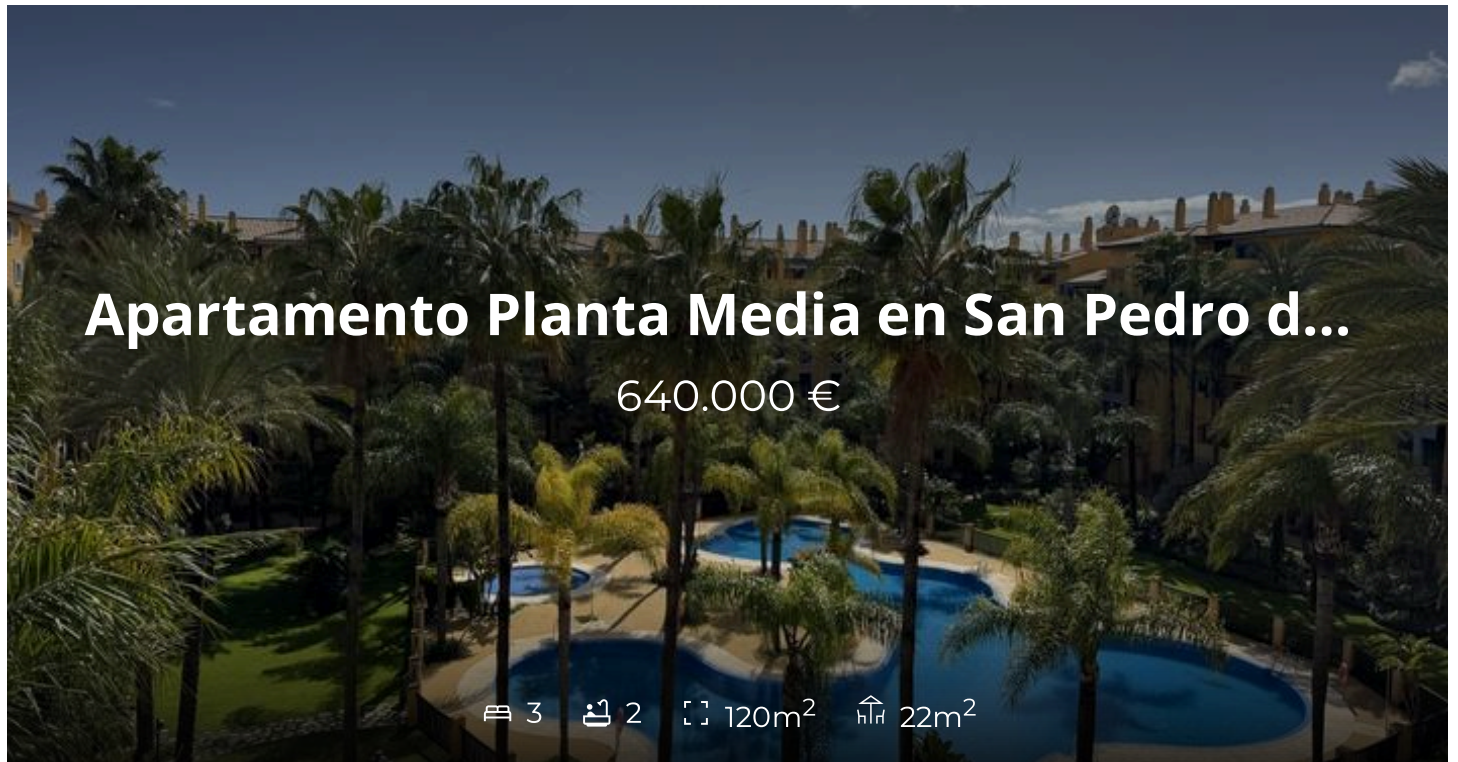 Apartamento Planta Media en San Pedro d...
640.000 €
3 2 120m² 22m²